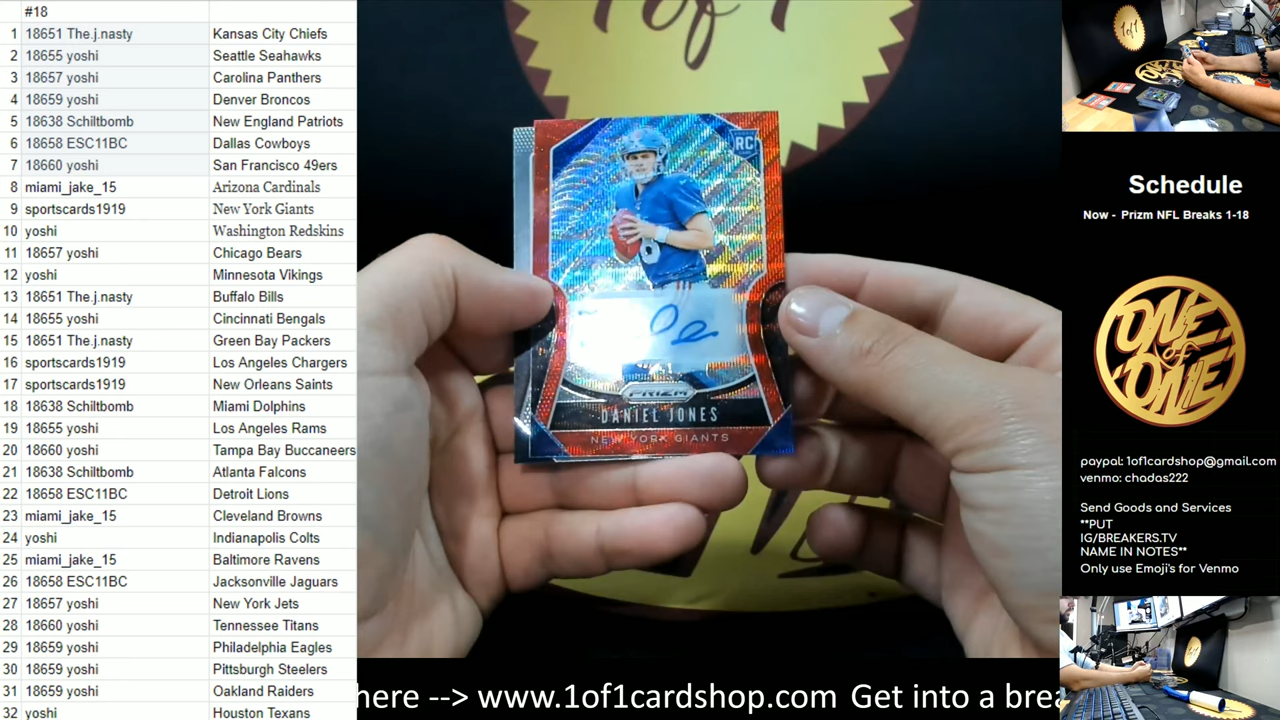 #18
1 18651 The.j.nasty Kansas City Chiefs
2 18655 yoshi Seattle Seahawks
3 18657 yoshi Carolina Panthers
4 18659 yoshi Denver Broncos
5 18638 Schiltbomb New England Patriots
6 18658 ESC11BC Dallas Cowboys
7 18660 yoshi San Francisco 49ers
8 miami_jake_15 Arizona Cardinals
9 sportscards1919 New York Giants
10 yoshi Washington Redskins
11 18657 yoshi Chicago Bears
12 yoshi Minnesota Vikings
13 18651 The.j.nasty Buffalo Bills
14 18655 yoshi Cincinnati Bengals
15 18651 The.j.nasty Green Bay Packers
16 sportscards1919 Los Angeles Chargers
17 sportscards1919 New Orleans Saints
18 18638 Schiltbomb Miami Dolphins
19 18655 yoshi Los Angeles Rams
20 18660 yoshi Tampa Bay Buccaneers
21 18638 Schiltbomb Atlanta Falcons
22 18658 ESC11BC Detroit Lions
23 miami_jake_15 Cleveland Browns
24 yoshi Indianapolis Colts
25 miami_jake_15 Baltimore Ravens
26 18658 ESC11BC Jacksonville Jaguars
27 18657 yoshi New York Jets
28 18660 yoshi Tennessee Titans
29 18659 yoshi Philadelphia Eagles
30 18659 yoshi Pittsburgh Steelers
31 18659 yoshi Oakland Raiders
32 yoshi Houston Texans
of
RC
PRIZM
DANIEL JONES
NEW YORK GIANTS
here --> www.1of1cardshop.com Get into a brea
Schedule
Now - Prizm NFL Breaks 1-18
ONE
of
ONE
paypal: 1of1cardshop@gmail.com
venmo: chadas222
Send Goods and Services
**PUT
IG/BREAKERS.TV
NAME IN NOTES**
Only use Emoji's for Venmo